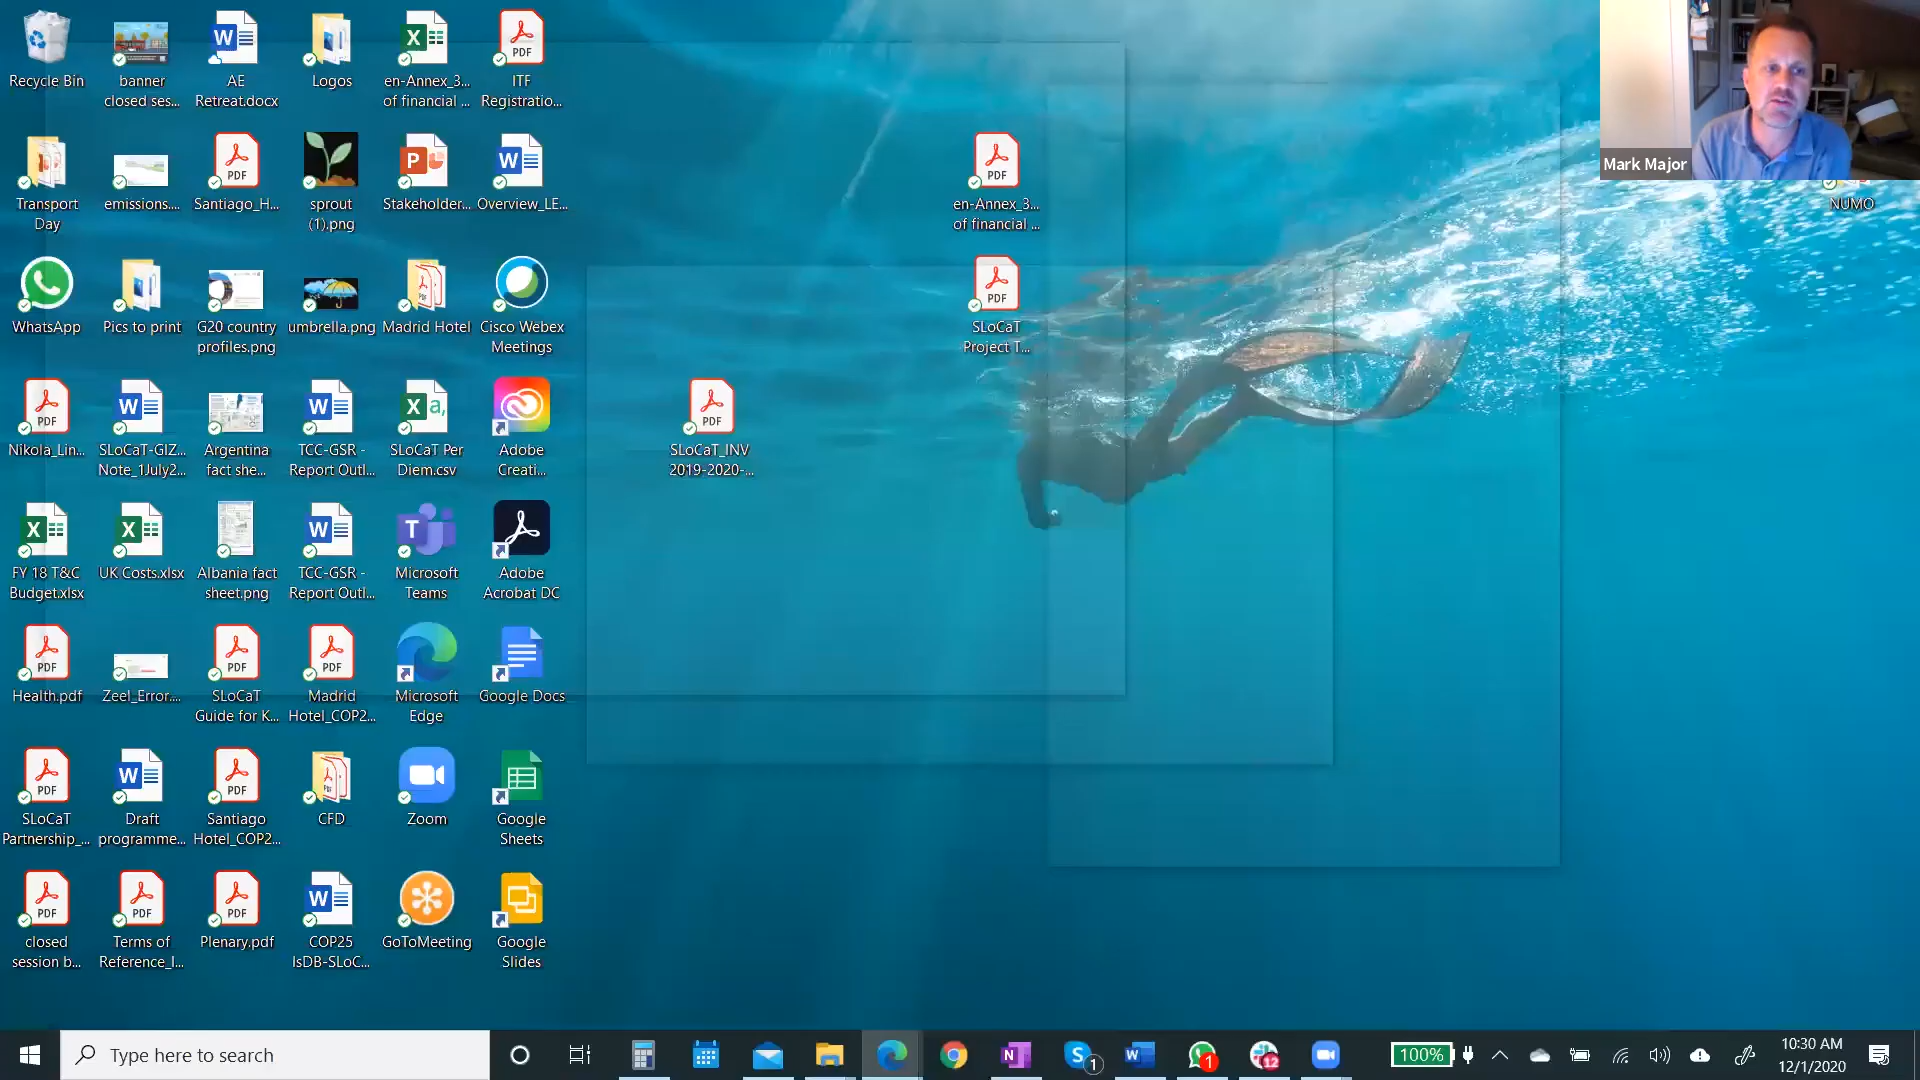 Recycle Bin
banner
closed ses...
AE
Retreat.docx
Logos
en-Annex_3...
of financial ...
ITF
Registratio...
Transport
Day
emissions....
Santiago_H...
sprout
(1).png
Stakeholder...
Overview_LE...
en-Annex_3...
of financial ...
Mark Major
NUMO
WhatsApp
Pics to print
G20 country
profiles.png
umbrella.png
Madrid Hotel
Cisco Webex
Meetings
SLoCaT
Project T...
Nikola_Lin...
SLoCaT-GIZ...
Note_1July2...
Argentina
fact she...
TCC-GSR -
Report Outl...
SLoCaT Per
Diem.csv
Adobe
Creati...
SLoCaT_INV
2019-2020-...
FY 18 T&C
Budget.xlsx
UK Costs.xlsx
Albania fact
sheet.png
TCC-GSR -
Report Outl...
Microsoft
Teams
Adobe
Acrobat DC
Health.pdf
Zeel_Error....
SLoCaT
Guide for K...
Madrid
Hotel_COP2...
Microsoft
Edge
Google Docs
SLoCaT
Partnership_...
Draft
programme...
Santiago
Hotel_COP2...
CFD
Zoom
Google
Sheets
closed
session b...
Terms of
Reference_I...
Plenary.pdf
COP25
IsDB-SLoC...
GoToMeeting
Google
Slides
Type here to search
1
1
12
100%
10:30 AM
12/1/2020